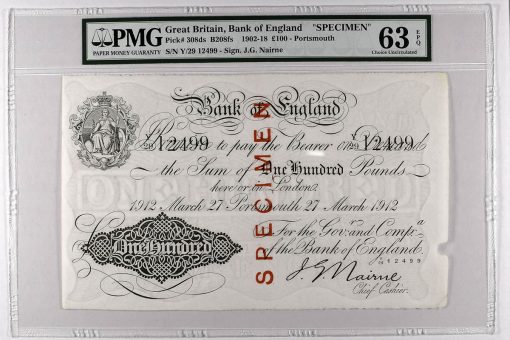 PMG
PAPER MONEY GUARANTY
Great Britain, Bank of England "SPECIMEN"
Pick# 308ds B208fs 1902-18 £100 - Portsmouth
S/N Y/29 12499 - Sign. J.G. Nairne
63 EPQ
Choice Uncirculated
Bank of England
Y/29 12499 to pay the Bearer on Y/29 12499
the Sum of One Hundred Pounds
here or in London
1912 March 27 Portsmouth 27 March 1912
For the Gov.r and Comp.a
of the Bank of England.
12499
One Hundred
J. G. Nairne
Chief Cashier.
SPECIMEN
ONE HUNDRED